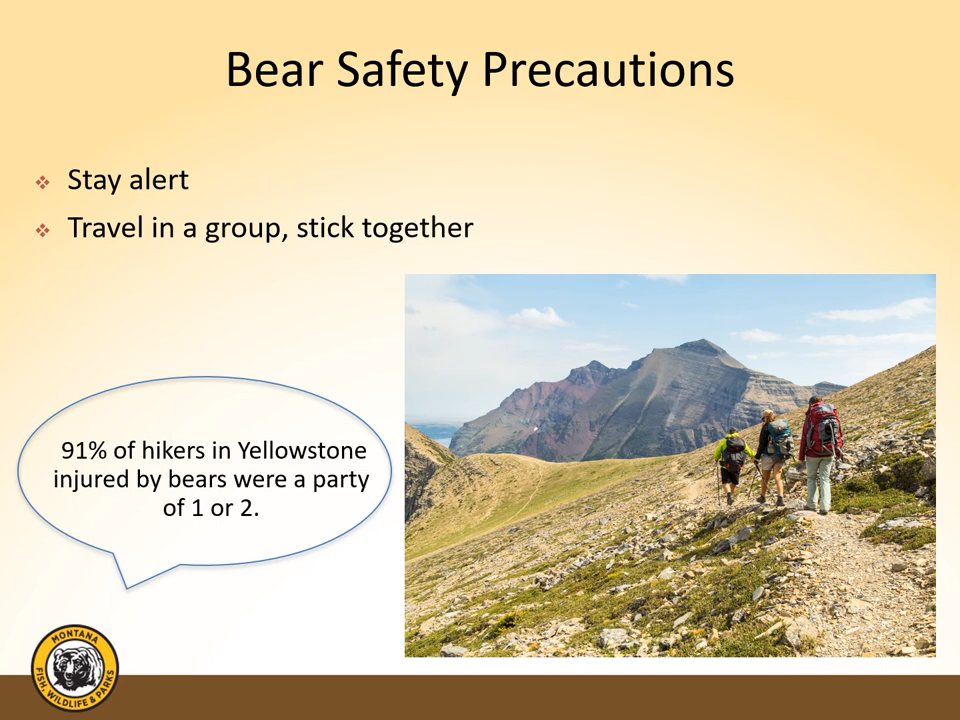 Bear Safety Precautions
❖ Stay alert
❖ Travel in a group, stick together
91% of hikers in Yellowstone
injured by bears were a party
of 1 or 2.
MONTANA
FISH, WILDLIFE & PARKS